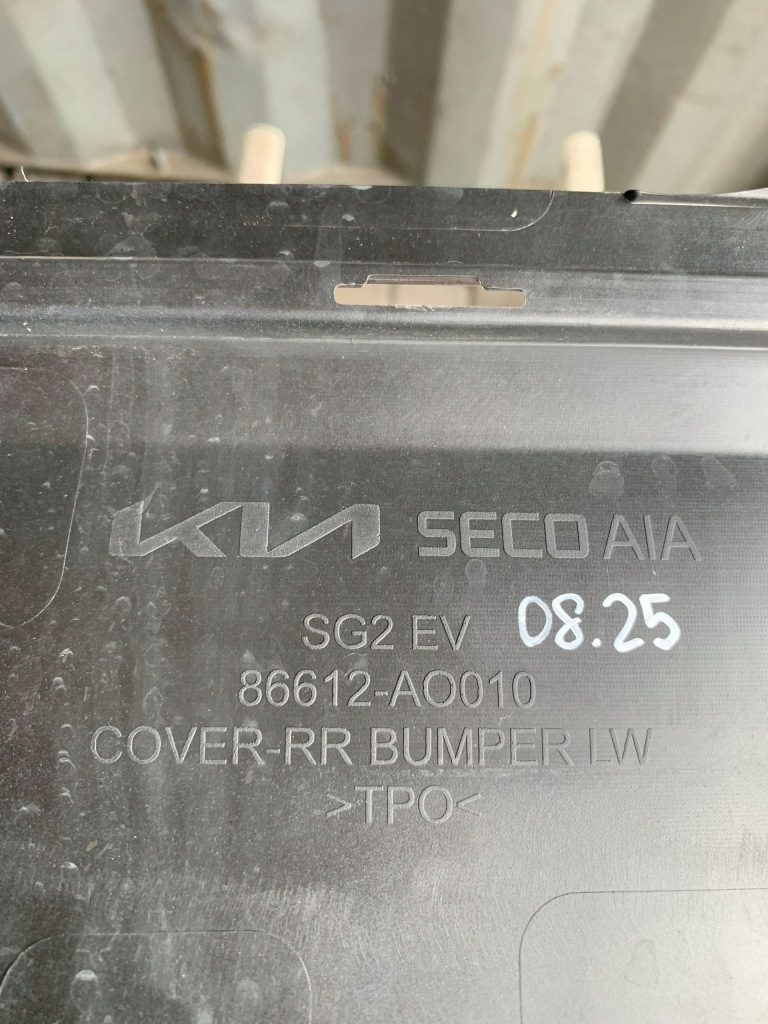 KIA SECO AIA
SG2 EV 08.25
86612-AO010
COVER-RR BUMPER LW
>TPO<